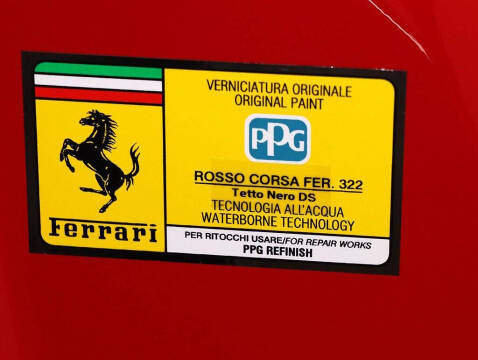 VERNICIATURA ORIGINALE
ORIGINAL PAINT
PPG
ROSSO CORSA FER. 322
Tetto Nero DS
TECNOLOGIA ALL'ACQUA
WATERBORNE TECHNOLOGY
Ferrari
PER RITOCCHI USARE/FOR REPAIR WORKS
PPG REFINISH